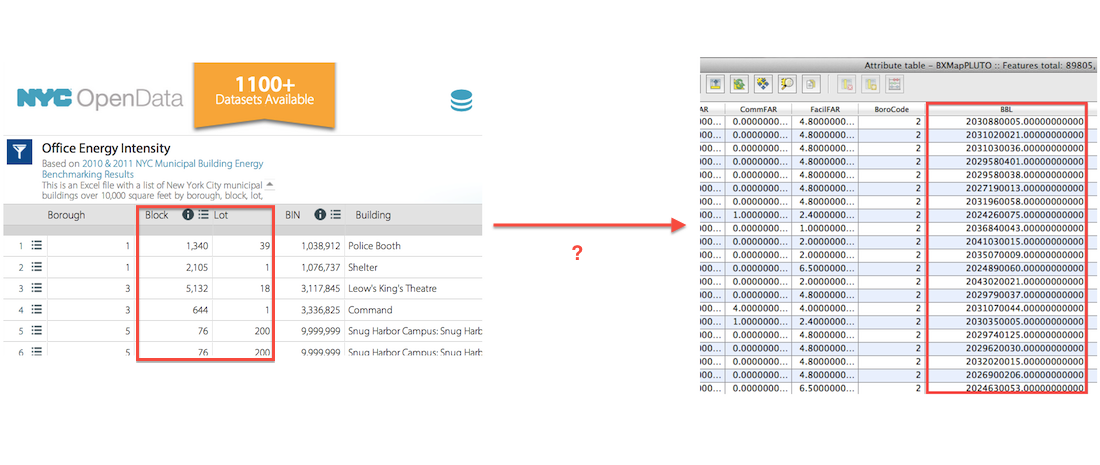 1100+
Datasets Available
NYC OpenData
Office Energy Intensity
Based on 2010 & 2011 NYC Municipal Building Energy
Benchmarking Results
This is an Excel file with a list of New York City municipal
buildings over 10,000 square feet by borough, block, lot,
Borough Block Lot BIN Building
1 1 1,340 39 1,038,912 Police Booth
2 1 2,105 1 1,076,737 Shelter
3 3 5,132 18 3,117,845 Leow's King's Theatre
4 3 644 1 3,336,825 Command
5 5 76 200 9,999,999 Snug Harbor Campus: Snug Harb
6 5 76 200 9,999,999 Snug Harbor Campus: Snug Harb
?
Attribute table – BXMapPLUTO :: Features total: 89805,
AR CommFAR FacilFAR BoroCode BBL
00... 0.0000000... 4.8000000... 2 2030880005.00000000000
00... 0.0000000... 4.8000000... 2 2031020021.00000000000
00... 0.0000000... 4.8000000... 2 2031030036.00000000000
00... 0.0000000... 4.8000000... 2 2029580401.00000000000
00... 0.0000000... 4.8000000... 2 2029580038.00000000000
00... 0.0000000... 4.8000000... 2 2027190013.00000000000
00... 0.0000000... 4.8000000... 2 2031960058.00000000000
00... 1.0000000... 2.4000000... 2 2024260075.00000000000
00... 0.0000000... 1.0000000... 2 2036840043.00000000000
00... 0.0000000... 2.0000000... 2 2041030015.00000000000
00... 0.0000000... 2.0000000... 2 2035070009.00000000000
00... 0.0000000... 6.5000000... 2 2024890060.00000000000
00... 0.0000000... 2.0000000... 2 2043020021.00000000000
00... 0.0000000... 4.8000000... 2 2029790037.00000000000
00... 4.0000000... 4.0000000... 2 2031070044.00000000000
00... 1.0000000... 2.4000000... 2 2030350005.00000000000
00... 0.0000000... 4.8000000... 2 2029740125.00000000000
00... 0.0000000... 4.8000000... 2 2029620030.00000000000
00... 0.0000000... 4.8000000... 2 2032020015.00000000000
00... 0.0000000... 4.8000000... 2 2026900206.00000000000
00... 0.0000000... 6.5000000... 2 2024630053.00000000000